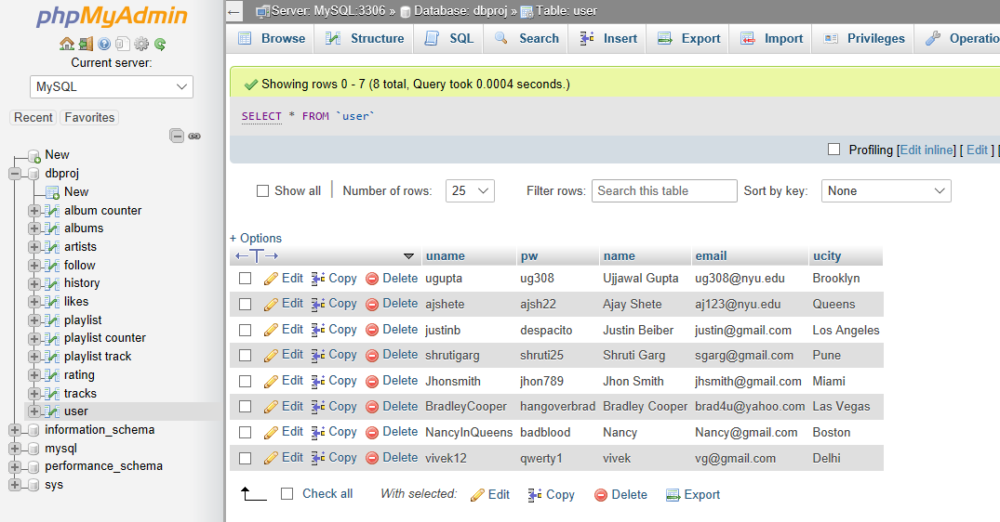 phpMyAdmin
Current server:
MySQL
Recent Favorites
New
dbproj
New
album counter
albums
artists
follow
history
likes
playlist
playlist counter
playlist track
rating
tracks
user
information_schema
mysql
performance_schema
sys
Server: MySQL:3306 » Database: dbproj » Table: user
Browse Structure SQL Search Insert Export Import Privileges Operatio
Showing rows 0 - 7 (8 total, Query took 0.0004 seconds.)
SELECT * FROM `user`
Profiling [Edit inline] [ Edit ] [
Show all | Number of rows: 25 Filter rows: Search this table Sort by key: None
+ Options
←T→ uname pw name email ucity
Edit Copy Delete ugupta ug308 Ujjawal Gupta ug308@nyu.edu Brooklyn
Edit Copy Delete ajshete ajsh22 Ajay Shete aj123@nyu.edu Queens
Edit Copy Delete justinb despacito Justin Beiber justin@gmail.com Los Angeles
Edit Copy Delete shrutigarg shruti25 Shruti Garg sgarg@gmail.com Pune
Edit Copy Delete Jhonsmith jhon789 Jhon Smith jhsmith@gmail.com Miami
Edit Copy Delete BradleyCooper hangoverbrad Bradley Cooper brad4u@yahoo.com Las Vegas
Edit Copy Delete NancyInQueens badblood Nancy Nancy@gmail.com Boston
Edit Copy Delete vivek12 qwerty1 vivek vg@gmail.com Delhi
Check all With selected: Edit Copy Delete Export